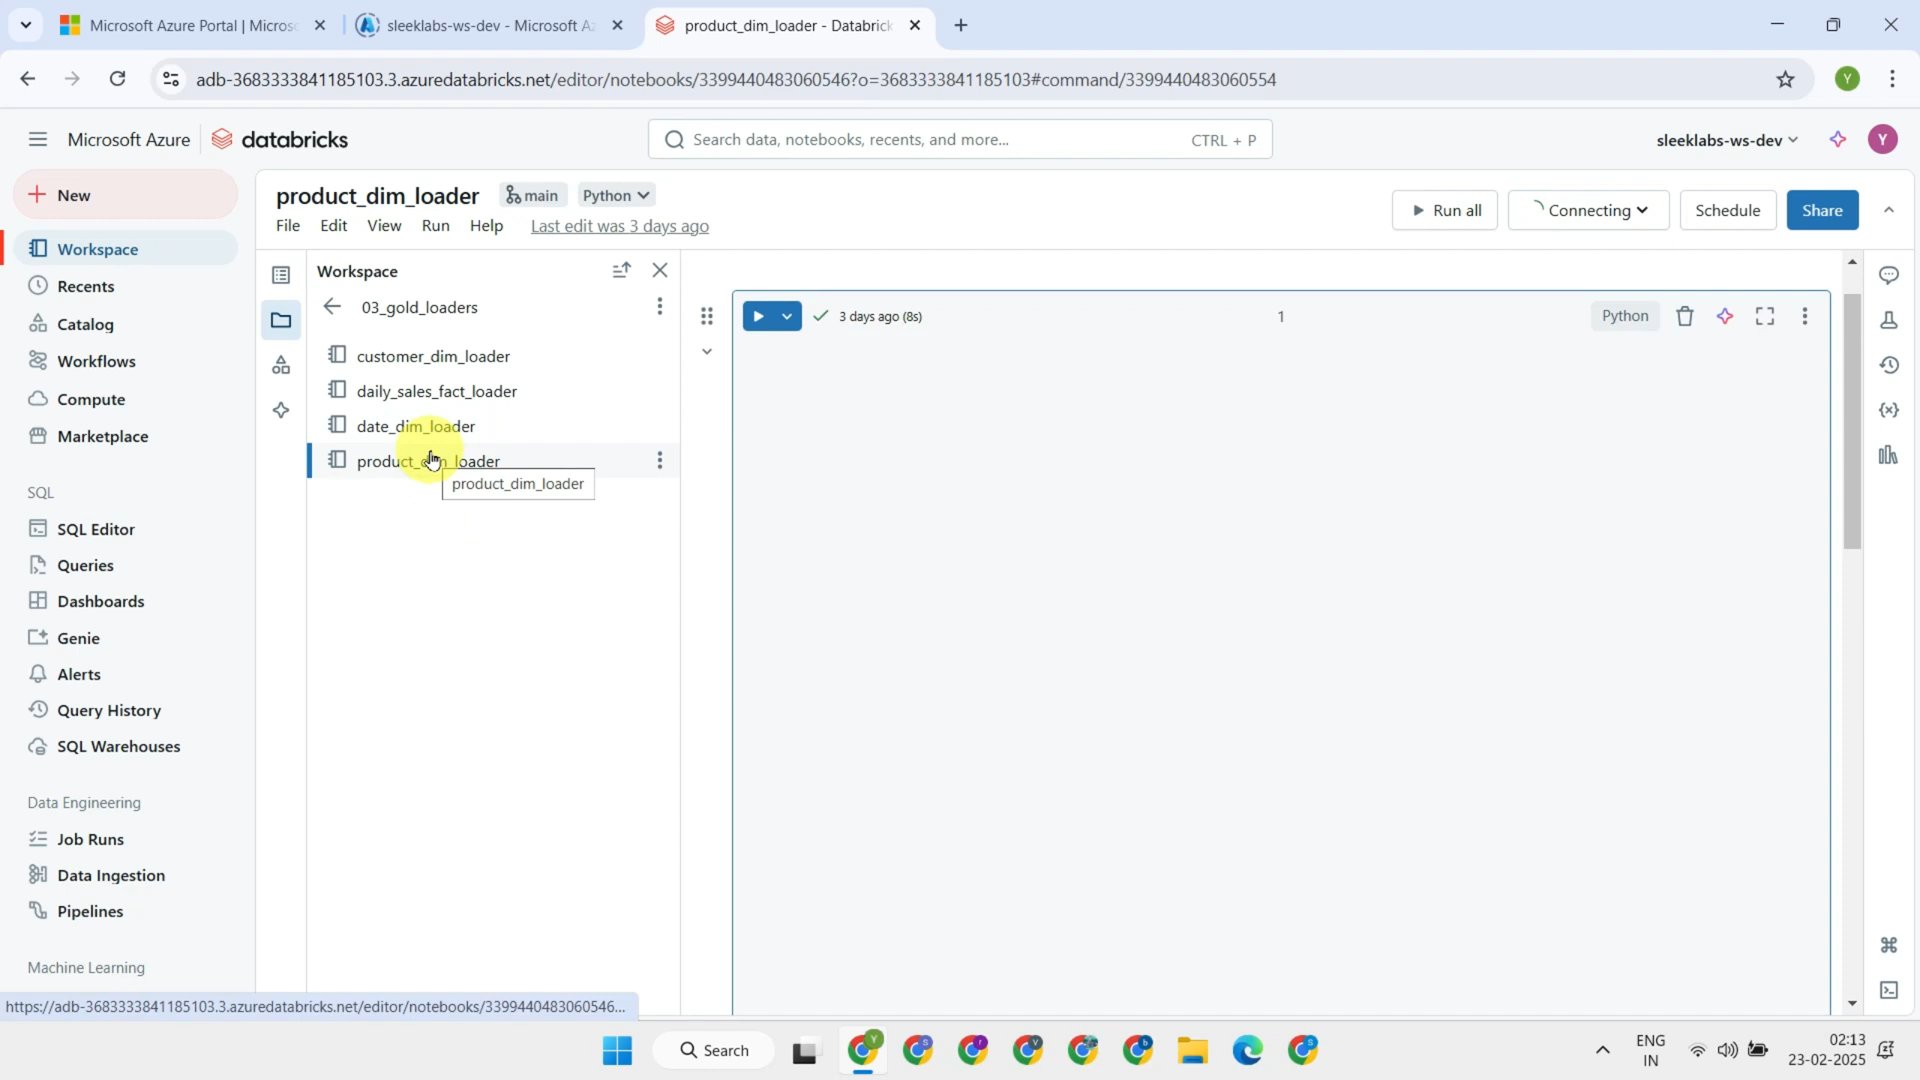 Microsoft Azure Portal | Micros
sleeklabs-ws-dev - Microsoft Az
product_dim_loader - Databrick
adb-3683333841185103.3.azuredatabricks.net/editor/notebooks/3399440483060546?o=3683333841185103#command/3399440483060554
Y
Microsoft Azure
databricks
Search data, notebooks, recents, and more...
CTRL + P
sleeklabs-ws-dev
Y
New
Workspace
Recents
Catalog
Workflows
Compute
Marketplace
SQL
SQL Editor
Queries
Dashboards
Genie
Alerts
Query History
SQL Warehouses
Data Engineering
Job Runs
Data Ingestion
Pipelines
Machine Learning
product_dim_loader
main
Python
File
Edit
View
Run
Help
Last edit was 3 days ago
Run all
Connecting
Schedule
Share
Workspace
03_gold_loaders
customer_dim_loader
daily_sales_fact_loader
date_dim_loader
product_dim_loader
product_dim_loader
3 days ago (8s)
1
Python
https://adb-3683333841185103.3.azuredatabricks.net/editor/notebooks/3399440483060546...
Search
ENG
IN
02:13
23-02-2025